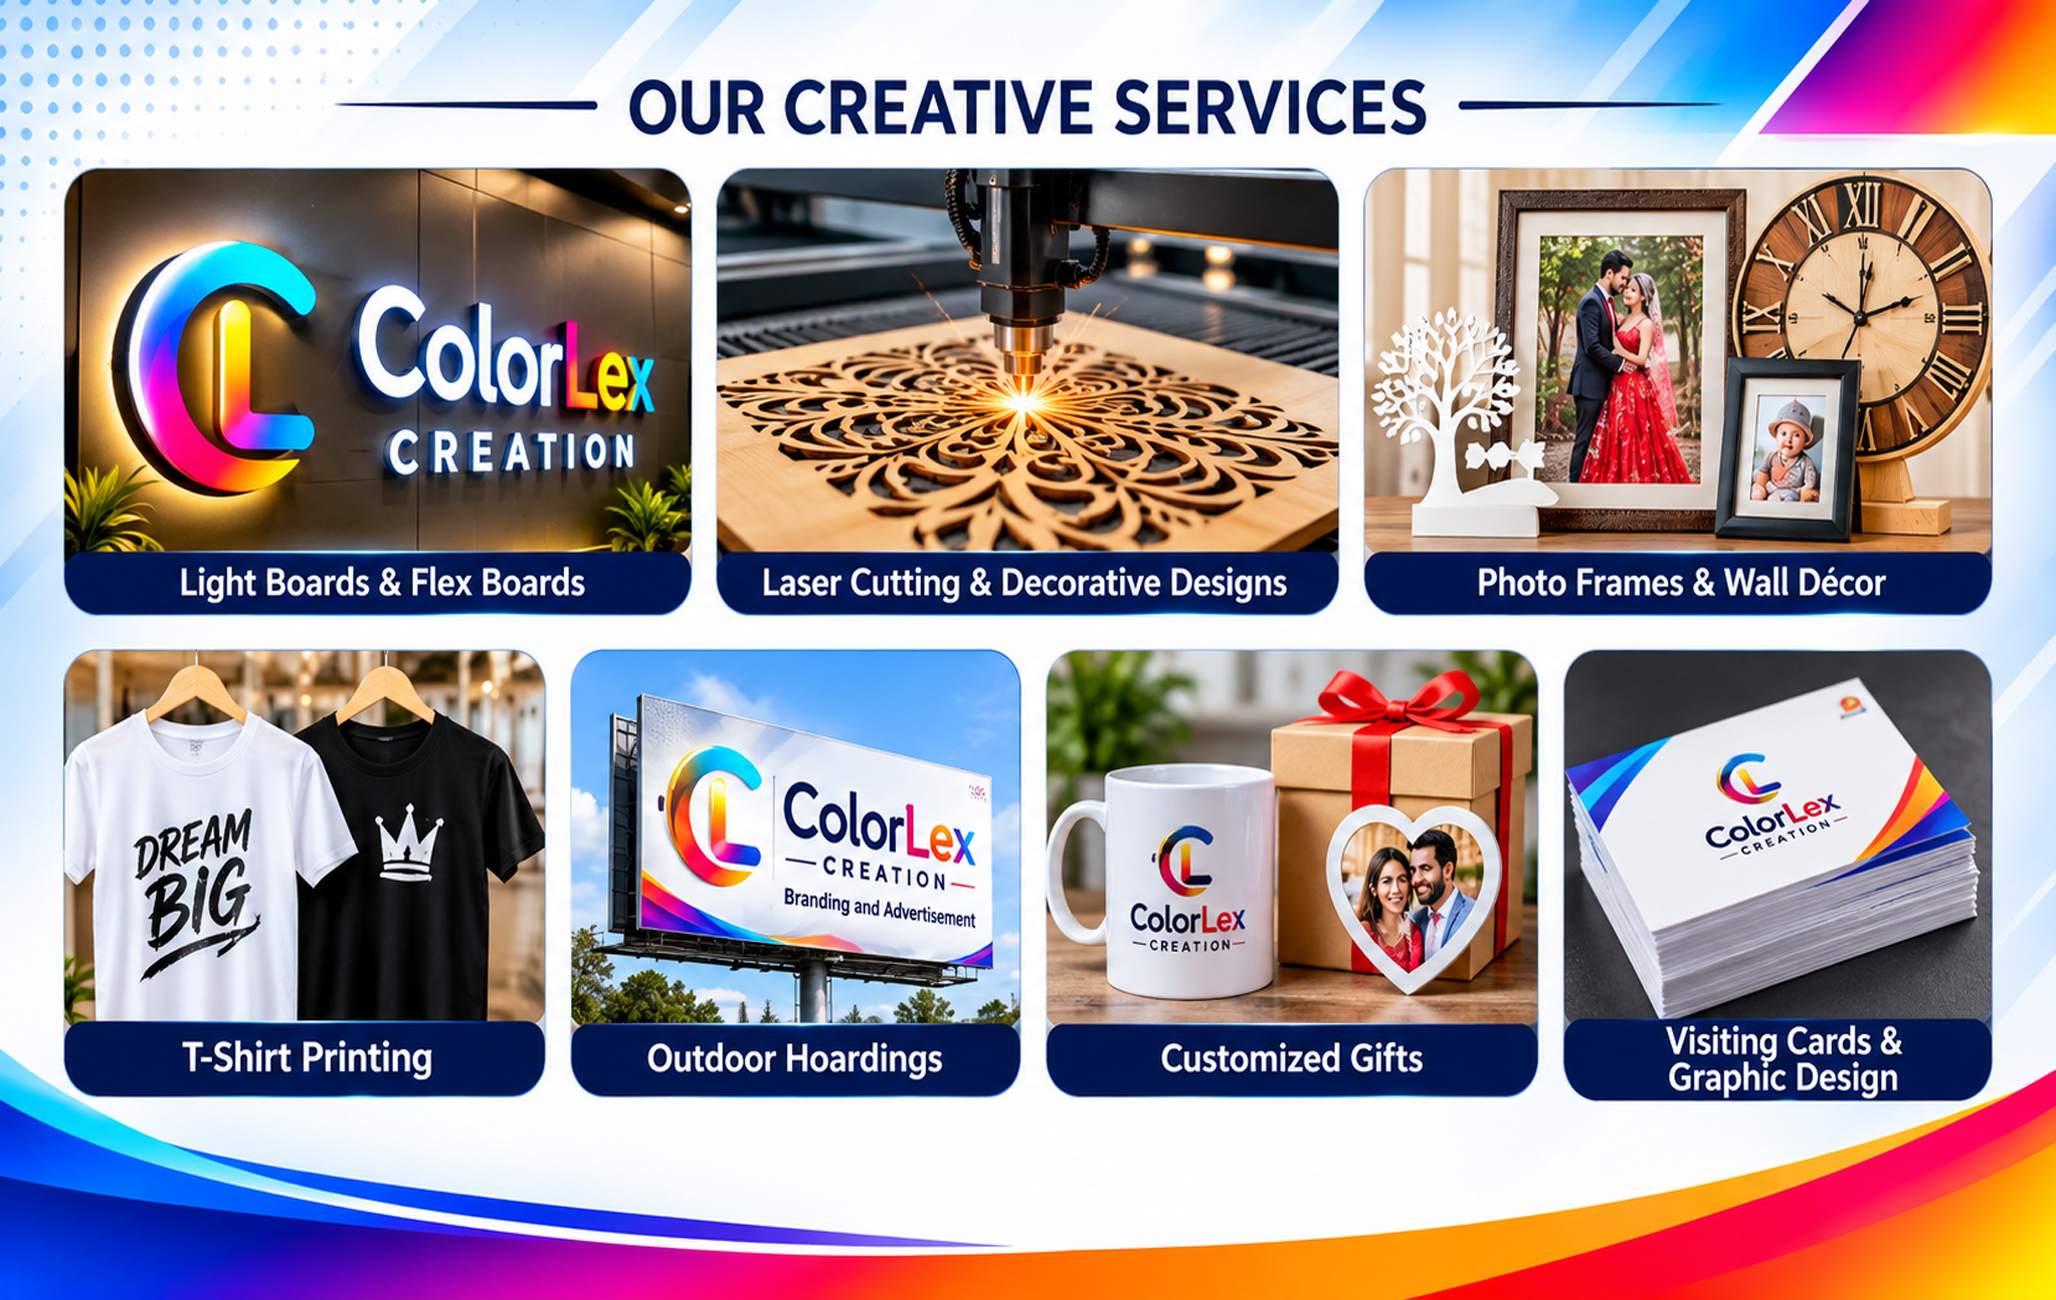 OUR CREATIVE SERVICES
ColorLex
CREATION
Light Boards & Flex Boards
Laser Cutting & Decorative Designs
XII
Photo Frames & Wall Décor
DREAM
BIG
T-Shirt Printing
ColorLex
CREATION
Branding and Advertisement
Outdoor Hoardings
ColorLex
CREATION
Customized Gifts
ColorLex
CREATION
Visiting Cards &
Graphic Design